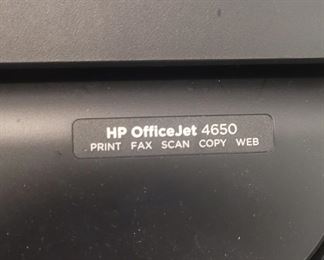 HP OfficeJet 4650
PRINT FAX SCAN COPY WEB